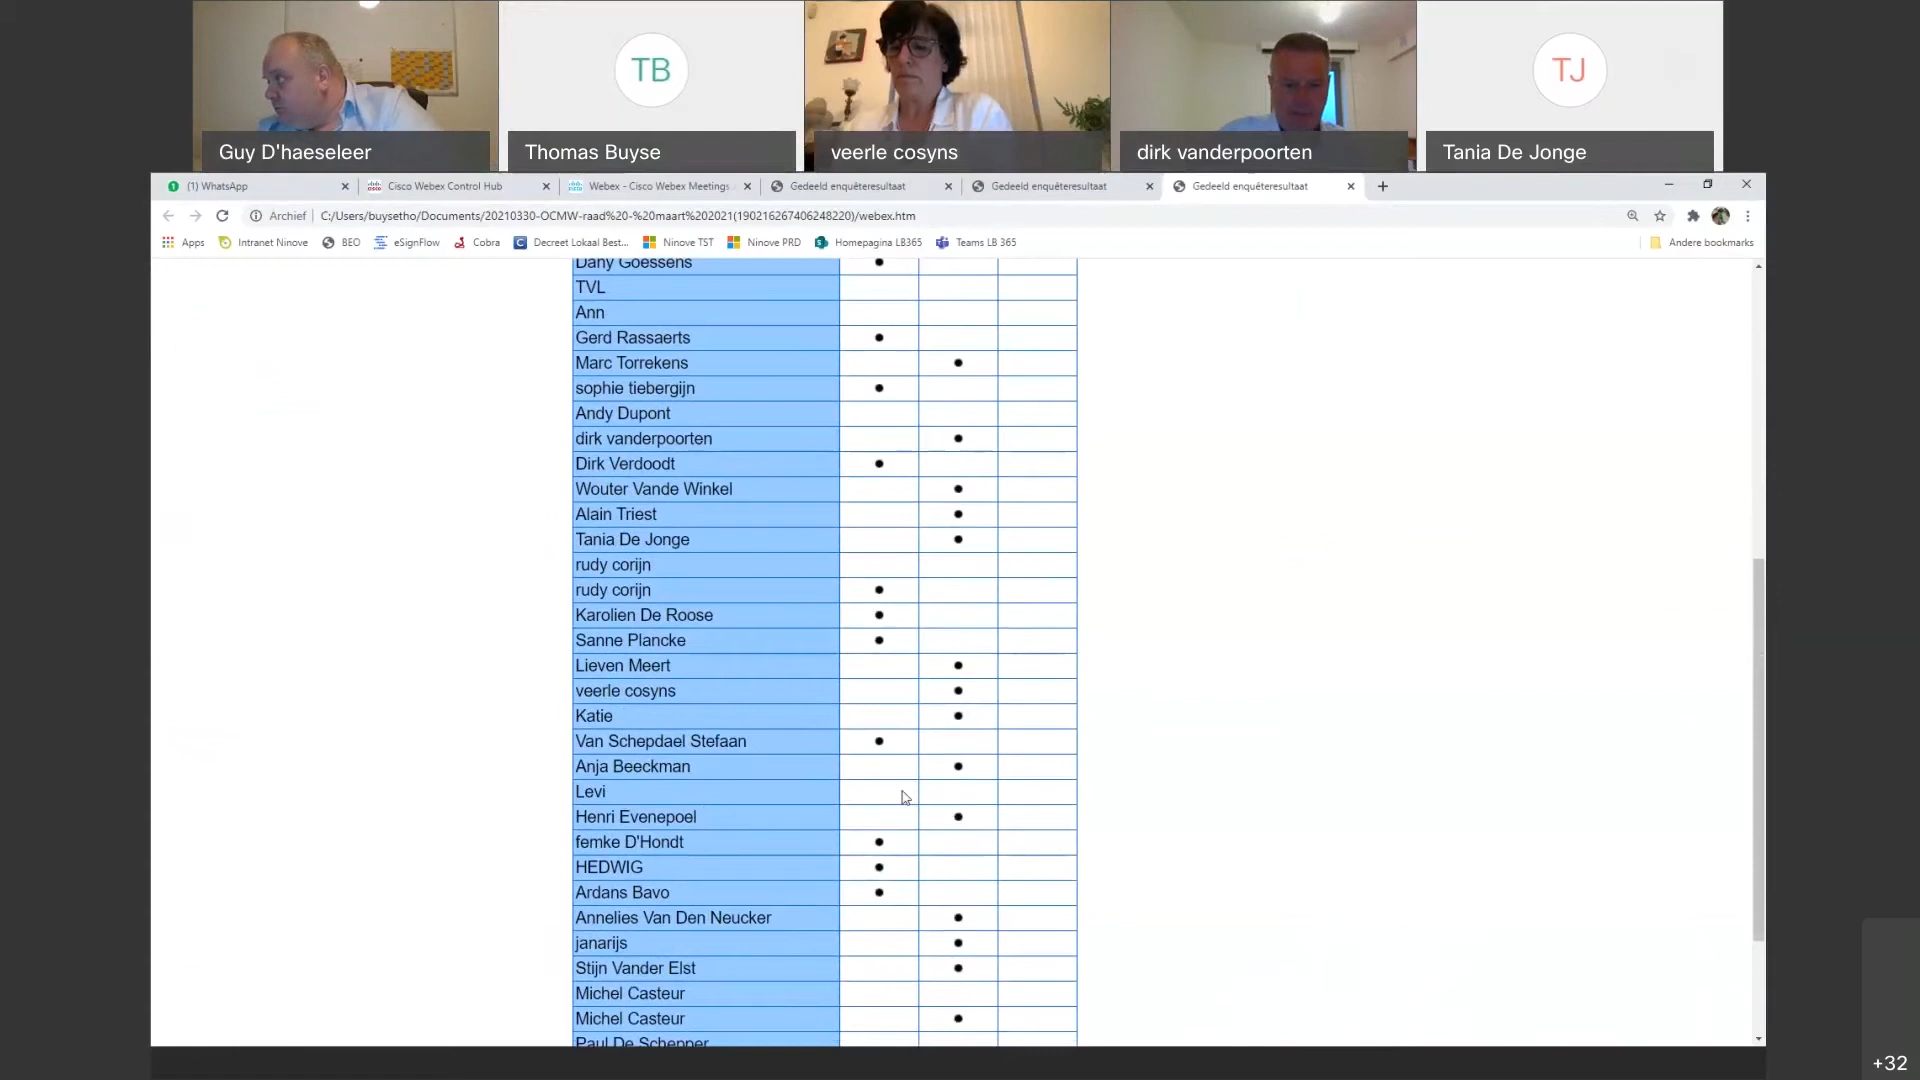 TB
TJ
Guy D'haeseleer
Thomas Buyse
veerle cosyns
dirk vanderpoorten
Tania De Jonge
(1) WhatsApp
Cisco Webex Control Hub
Webex - Cisco Webex Meetings
Gedeeld enquêteresultaat
Gedeeld enquêteresultaat
Gedeeld enquêteresultaat
Archief
C:/Users/buysetho/Documents/20210330-OCMW-raad%20-%20maart%202021(190216267406248220)/webex.htm
Apps
Intranet Ninove
BEO
eSignFlow
Cobra
Decreet Lokaal Best...
Ninove TST
Ninove PRD
Homepagina LB365
Teams LB 365
Andere bookmarks
Dany Goessens
TVL
Ann
Gerd Rassaerts
Marc Torrekens
sophie tiebergijn
Andy Dupont
dirk vanderpoorten
Dirk Verdoodt
Wouter Vande Winkel
Alain Triest
Tania De Jonge
rudy corijn
rudy corijn
Karolien De Roose
Sanne Plancke
Lieven Meert
veerle cosyns
Katie
Van Schepdael Stefaan
Anja Beeckman
Levi
Henri Evenepoel
femke D'Hondt
HEDWIG
Ardans Bavo
Annelies Van Den Neucker
janarijs
Stijn Vander Elst
Michel Casteur
Michel Casteur
Paul De Schepper
+32